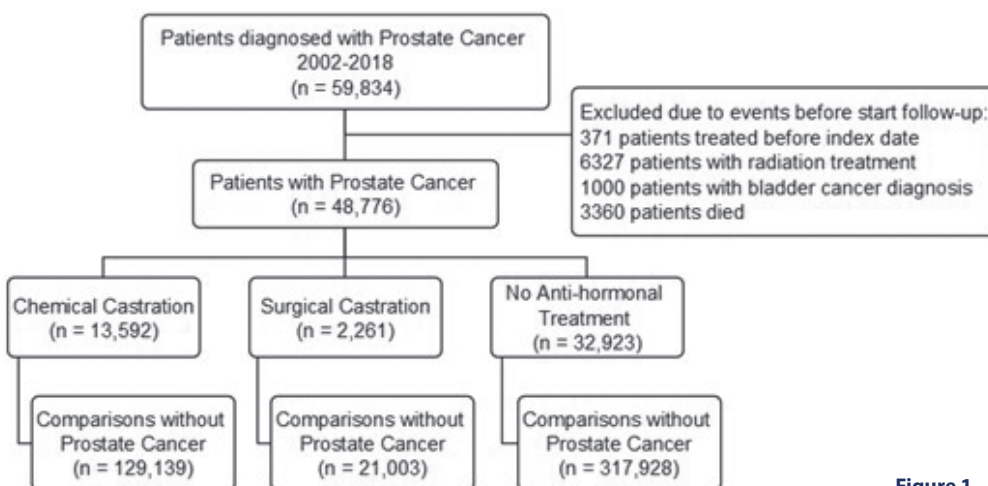 Patients diagnosed with Prostate Cancer
2002-2018
(n = 59,834)
Excluded due to events before start follow-up:
371 patients treated before index date
6327 patients with radiation treatment
1000 patients with bladder cancer diagnosis
3360 patients died
Patients with Prostate Cancer
(n = 48,776)
Chemical Castration
(n = 13,592)
Surgical Castration
(n = 2,261)
No Anti-hormonal
Treatment
(n = 32,923)
Comparisons without
Prostate Cancer
(n = 129,139)
Comparisons without
Prostate Cancer
(n = 21,003)
Comparisons without
Prostate Cancer
(n = 317,928)
Figure 1